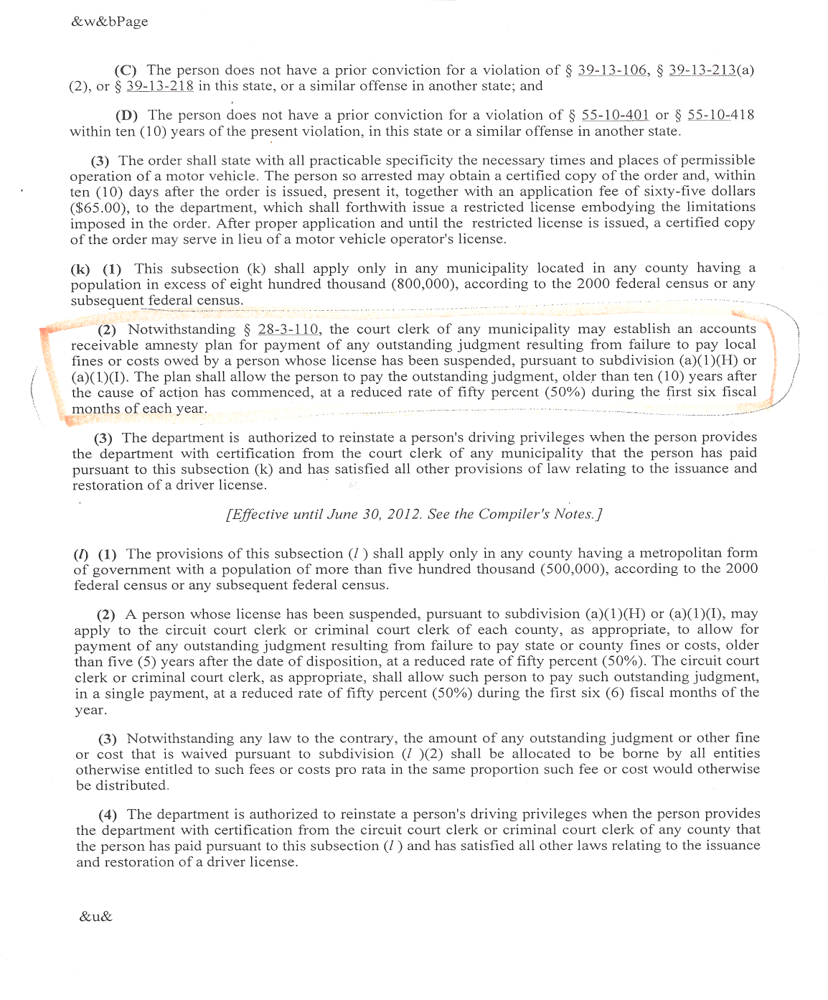 &w&bPage
(C) The person does not have a prior conviction for a violation of § 39-13-106, § 39-13-213(a)
(2), or § 39-13-218 in this state, or a similar offense in another state; and
(D) The person does not have a prior conviction for a violation of § 55-10-401 or § 55-10-418
within ten (10) years of the present violation, in this state or a similar offense in another state.
(3) The order shall state with all practicable specificity the necessary times and places of permissible
operation of a motor vehicle. The person so arrested may obtain a certified copy of the order and, within
ten (10) days after the order is issued, present it, together with an application fee of sixty-five dollars
($65.00), to the department, which shall forthwith issue a restricted license embodying the limitations
imposed in the order. After proper application and until the restricted license is issued, a certified copy
of the order may serve in lieu of a motor vehicle operator's license.
(k) (1) This subsection (k) shall apply only in any municipality located in any county having a
population in excess of eight hundred thousand (800,000), according to the 2000 federal census or any
subsequent federal census.
(2) Notwithstanding § 28-3-110, the court clerk of any municipality may establish an accounts
receivable amnesty plan for payment of any outstanding judgment resulting from failure to pay local
fines or costs owed by a person whose license has been suspended, pursuant to subdivision (a)(1)(H) or
(a)(1)(I). The plan shall allow the person to pay the outstanding judgment, older than ten (10) years after
the cause of action has commenced, at a reduced rate of fifty percent (50%) during the first six fiscal
months of each year.
(3) The department is authorized to reinstate a person's driving privileges when the person provides
the department with certification from the court clerk of any municipality that the person has paid
pursuant to this subsection (k) and has satisfied all other provisions of law relating to the issuance and
restoration of a driver license.
[Effective until June 30, 2012. See the Compiler's Notes.]
(l) (1) The provisions of this subsection (l ) shall apply only in any county having a metropolitan form
of government with a population of more than five hundred thousand (500,000), according to the 2000
federal census or any subsequent federal census.
(2) A person whose license has been suspended, pursuant to subdivision (a)(1)(H) or (a)(1)(I), may
apply to the circuit court clerk or criminal court clerk of each county, as appropriate, to allow for
payment of any outstanding judgment resulting from failure to pay state or county fines or costs, older
than five (5) years after the date of disposition, at a reduced rate of fifty percent (50%). The circuit court
clerk or criminal court clerk, as appropriate, shall allow such person to pay such outstanding judgment,
in a single payment, at a reduced rate of fifty percent (50%) during the first six (6) fiscal months of the
year.
(3) Notwithstanding any law to the contrary, the amount of any outstanding judgment or other fine
or cost that is waived pursuant to subdivision (l )(2) shall be allocated to be borne by all entities
otherwise entitled to such fees or costs pro rata in the same proportion such fee or cost would otherwise
be distributed.
(4) The department is authorized to reinstate a person's driving privileges when the person provides
the department with certification from the circuit court clerk or criminal court clerk of any county that
the person has paid pursuant to this subsection (l ) and has satisfied all other laws relating to the issuance
and restoration of a driver license.
&u&